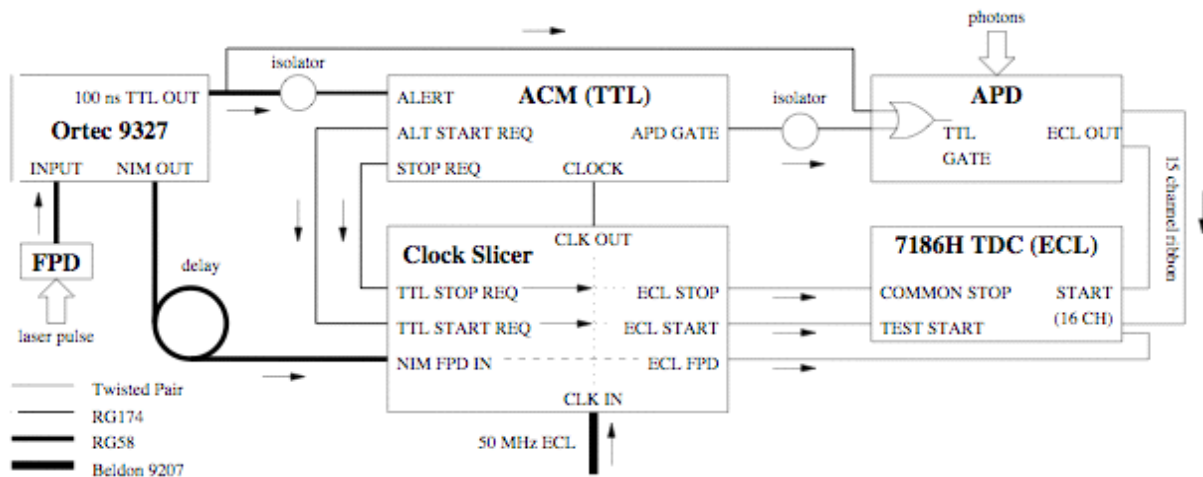 photons
isolator
100 ns TTL OUT
Ortec 9327
INPUT
NIM OUT
ALERT
ACM (TTL)
ALT START REQ
APD GATE
STOP REQ
CLOCK
isolator
APD
TTL
GATE
ECL OUT
15 channel ribbon
FPD
laser pulse
delay
CLK OUT
Clock Slicer
TTL STOP REQ
ECL STOP
TTL START REQ
ECL START
NIM FPD IN
ECL FPD
CLK IN
7186H TDC (ECL)
COMMON STOP
START
(16 CH)
TEST START
50 MHz ECL
Twisted Pair
RG174
RG58
Beldon 9207